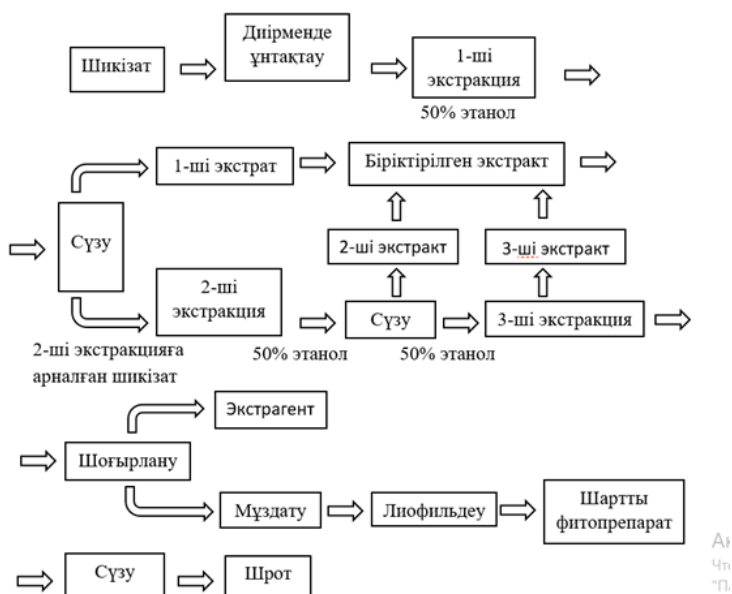 Шикізат
Диірменде
ұнтақтау
1-ші
экстракция
50% этанол
1-ші экстрат
Біріктірілген экстракт
Сүзу
2-ші экстракт
3-ші экстракт
2-ші
экстракция
Сүзу
3-ші экстракция
2-ші экстракцияға
арналған шикізат
50% этанол
50% этанол
Экстрагент
Шоғырлану
Мұздату
Лиофильдеу
Шартты
фитопрепарат
Сүзу
Шрот